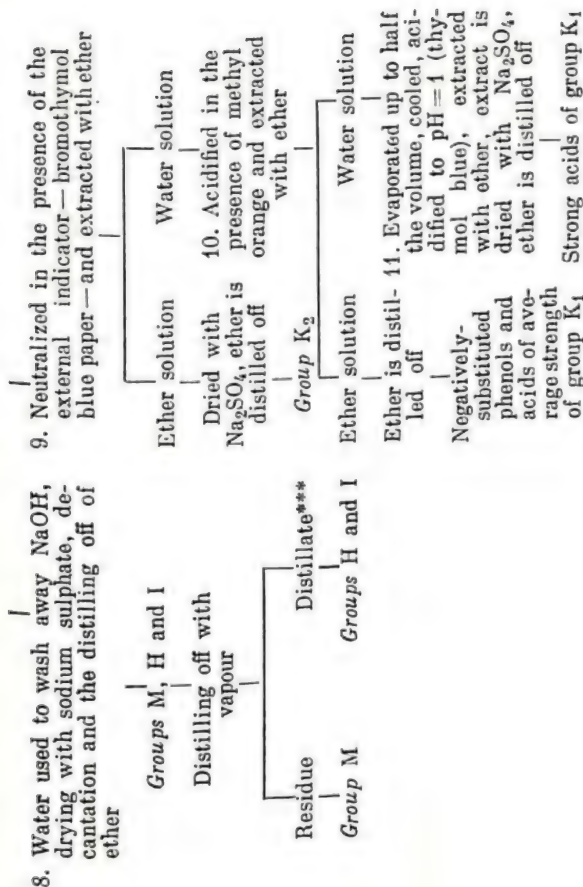 8. Water used to wash away NaOH,
drying with sodium sulphate, de-
cantation and the distilling off of
ether
Groups M, H and I
Distilling off with
vapour
Residue
Group M
Distillate***
Groups H and I
9. Neutralized in the presence of the
external indicator—bromothymol
blue paper—and extracted with ether
Ether solution
Dried with
Na₂SO₄, ether is
distilled off
Group K₂
Water solution
10. Acidified in the
presence of methyl
orange and extracted
with ether
Ether solution
Ether is distil-
led off
Negatively-
substituted
phenols and
acids of ave-
rage strength
of group K₁
Water solution
11. Evaporated up to half
the volume, cooled, aci-
dified to pH=1 (thy-
mol blue), extracted
with ether, extract is
dried with Na₂SO₄,
ether is distilled off
Strong acids of group K₁